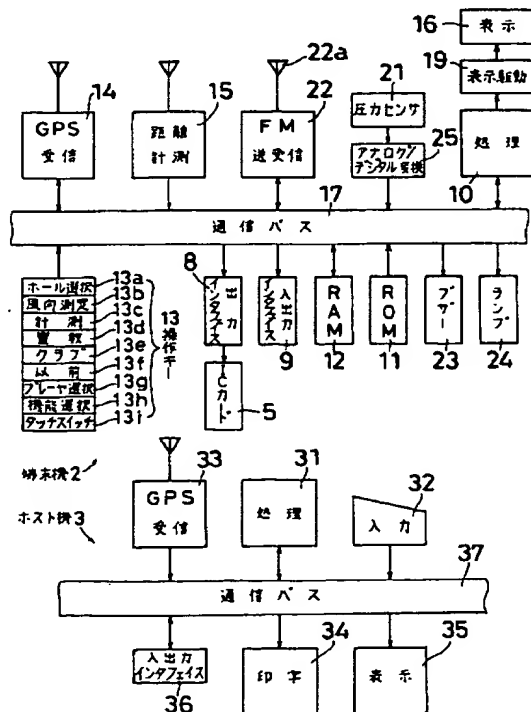 16
表示
22a
19
表示駆動
14
15
22
21
GPS
受信
距離
計測
FM
送受信
圧力センサ
アナログ/
デジタル変換
25
処理
10
17
通信バス
ホール選択 13a
風向測定 13b
計測 13c
置数 13d
クラブ 13e
以前 13f
プレーヤ選択 13g
機能選択 13h
タッチスイッチ 13i
13 操作キー
8
出力
インタフェイス
入出力
インタフェイス
9
RAM
12
ROM
11
ブザー
23
ランプ
24
ICカード
5
端末機2
ホスト機3
33
GPS
受信
31
処理
32
入力
37
通信バス
入出力
インタフェイス
36
印字
34
表示
35